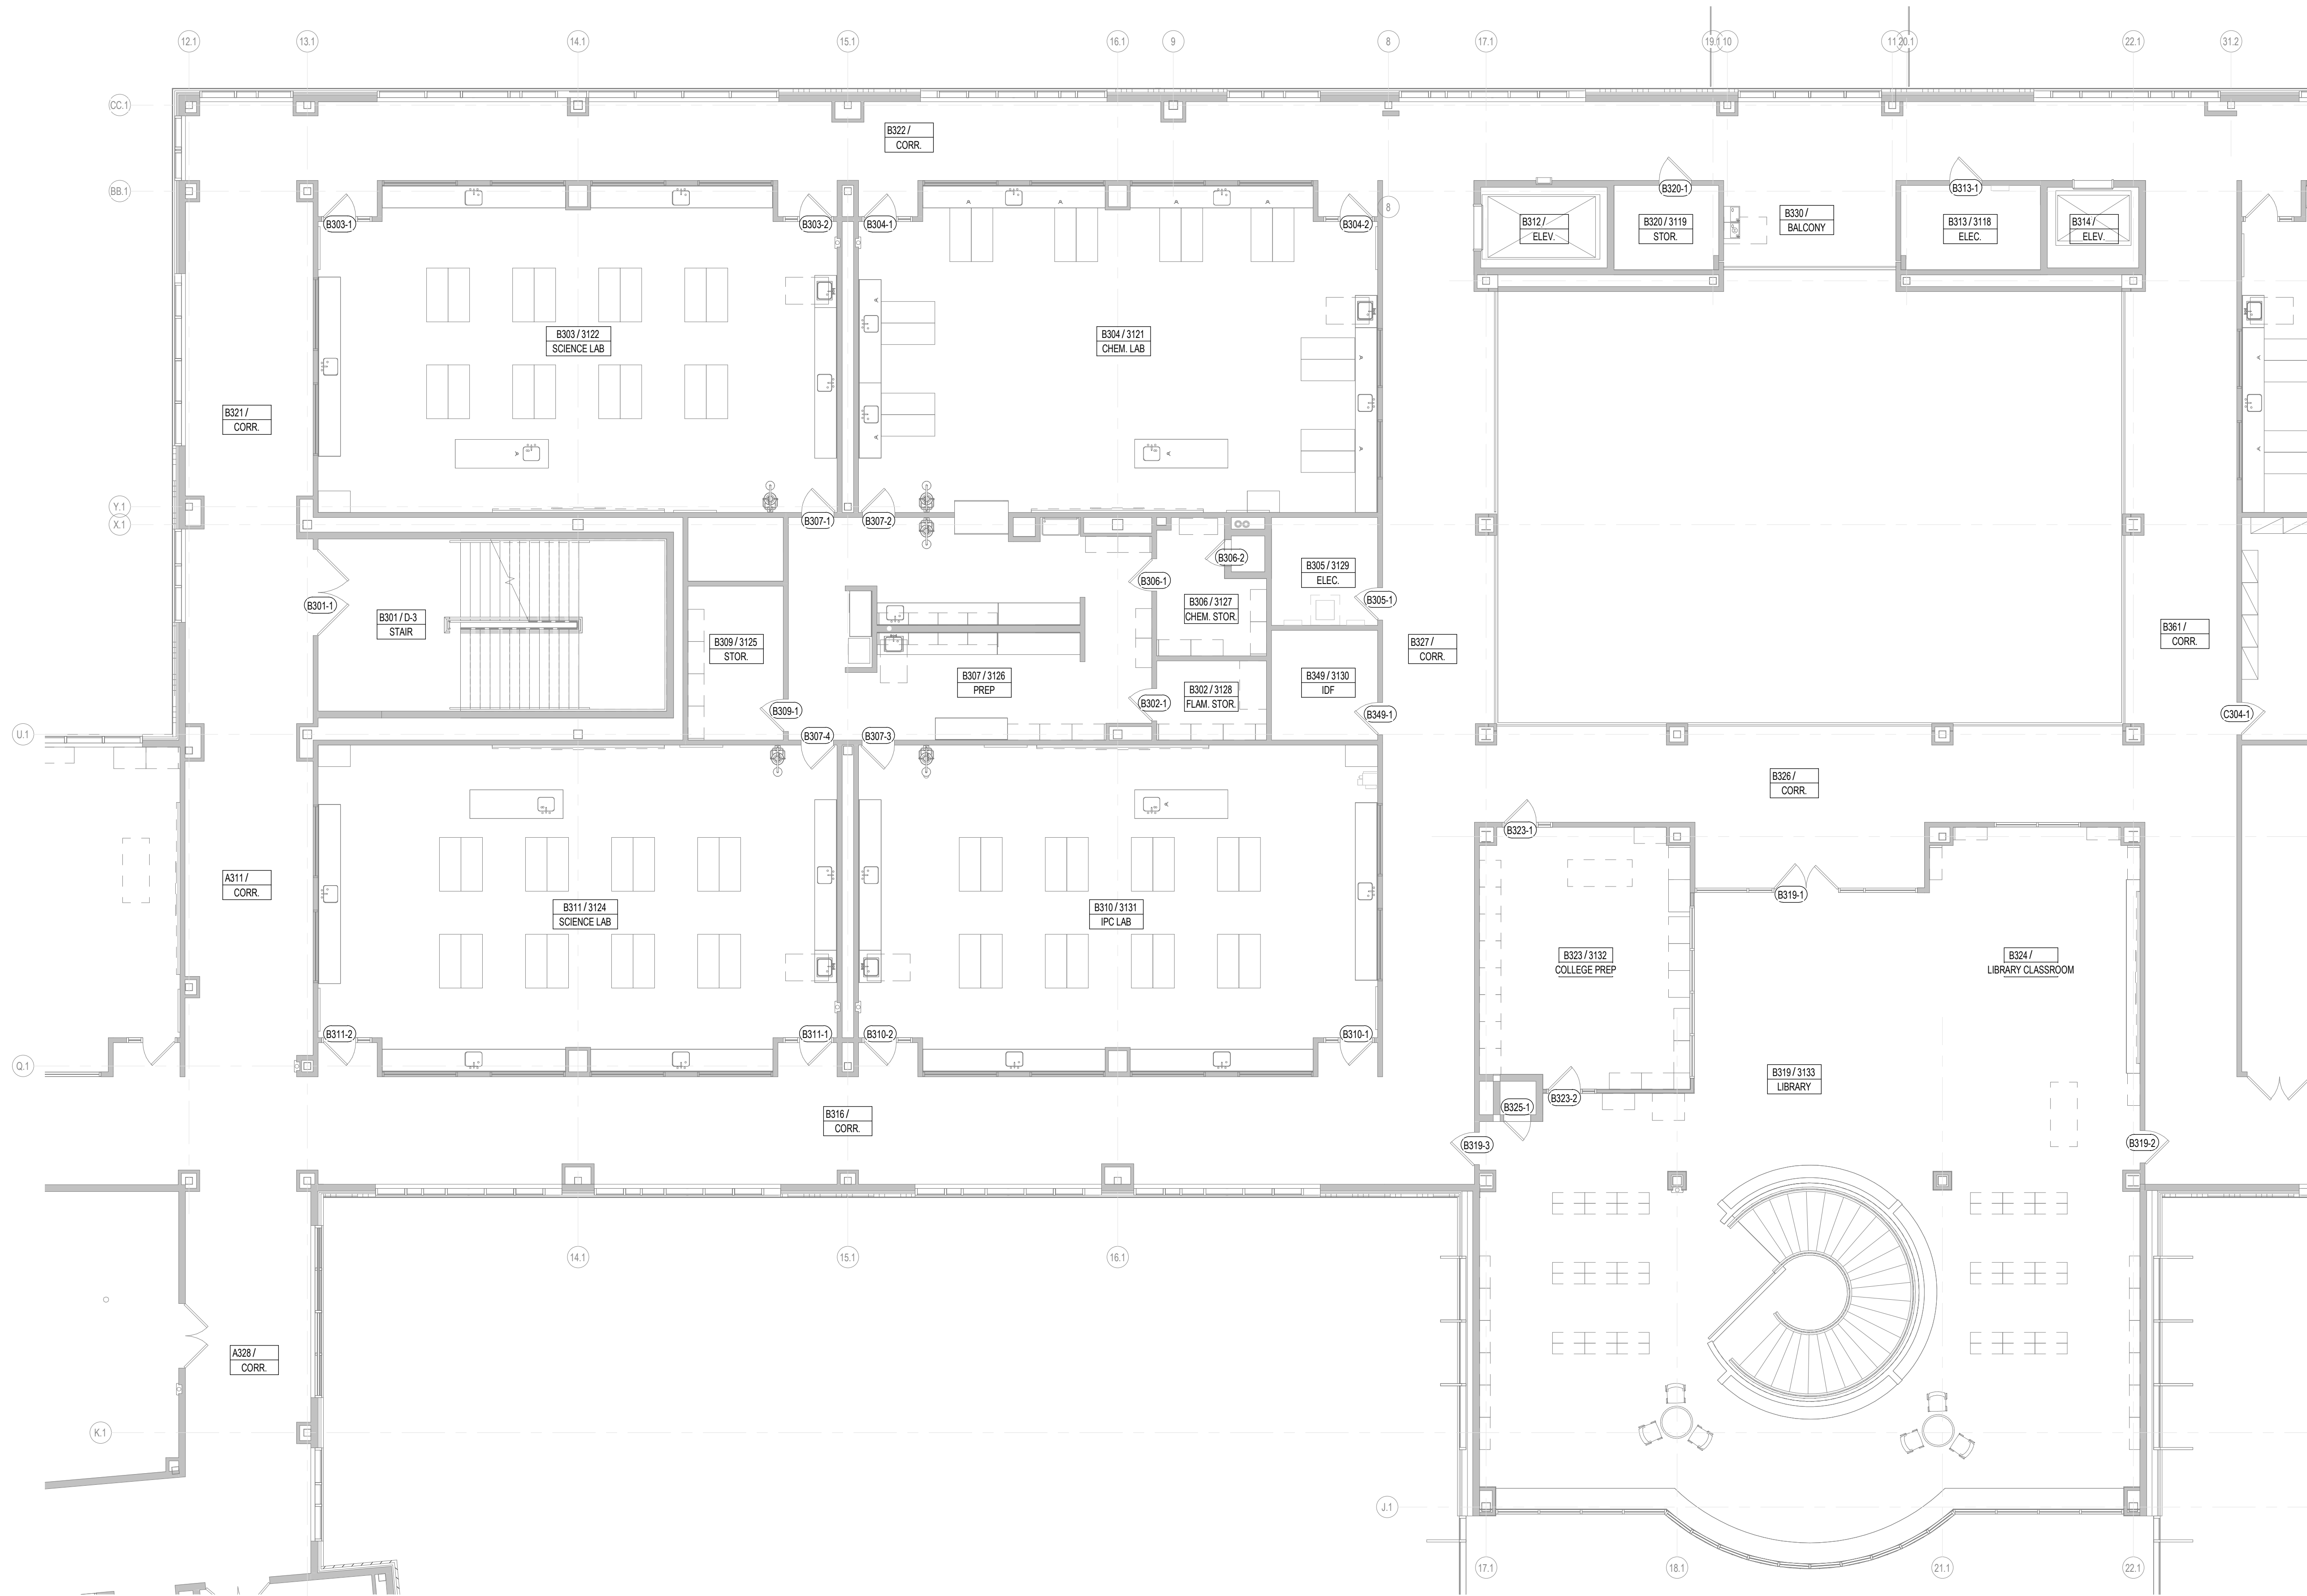 12.1
13.1
14.1
15.1
16.1
9
8
17.1
19.1
10
11
20.1
22.1
31.2
CC.1
B322 /
CORR.
BB.1
B303-1
B303-2
B304-1
B304-2
8
B320-1
B313-1
B312 /
ELEV.
B320 / 3119
STOR.
B330 /
BALCONY
B313 / 3118
ELEC.
B314 /
ELEV.
B303 / 3122
SCIENCE LAB
B304 / 3121
CHEM. LAB
B321 /
CORR.
Y.1
X.1
B307-1
B307-2
B306-2
B306-1
B305 / 3129
ELEC.
B305-1
B301-1
B301 / D-3
STAIR
B306 / 3127
CHEM. STOR.
B309 / 3125
STOR.
B327 /
CORR.
B361 /
CORR.
B307 / 3126
PREP
B302 / 3128
FLAM. STOR.
B349 / 3130
IDF
B302-1
B309-1
B349-1
C304-1
U.1
B307-4
B307-3
B326 /
CORR.
B323-1
A311 /
CORR.
B319-1
B311 / 3124
SCIENCE LAB
B310 / 3131
IPC LAB
B323 / 3132
COLLEGE PREP
B324 /
LIBRARY CLASSROOM
B311-2
B311-1
B310-2
B310-1
Q.1
B319 / 3133
LIBRARY
B323-2
B325-1
B316 /
CORR.
B319-3
B319-2
14.1
15.1
16.1
A328 /
CORR.
K.1
J.1
17.1
18.1
21.1
22.1